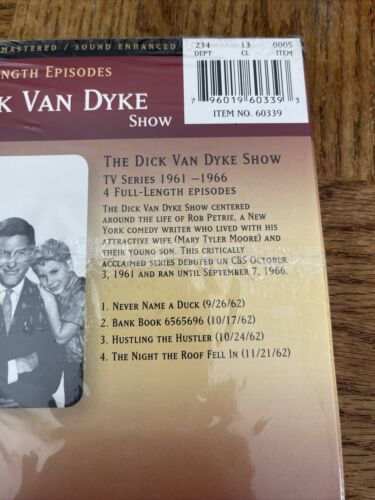 MASTERED / SOUND ENHANCED
234 13 0005
DEPT CL ITEM
7 96019 60339 3
ITEM NO. 60339
LENGTH EPISODES
CK VAN DYKE
SHOW
THE DICK VAN DYKE SHOW
TV SERIES 1961 –1966
4 FULL-LENGTH EPISODES
THE DICK VAN DYKE SHOW CENTERED
AROUND THE LIFE OF ROB PETRIE, A NEW
YORK COMEDY WRITER WHO LIVED WITH HIS
ATTRACTIVE WIFE (MARY TYLER MOORE) AND
THEIR YOUNG SON. THIS CRITICALLY
ACCLAIMED SERIES DEBUTED ON CBS OCTOBER
3, 1961 AND RAN UNTIL SEPTEMBER 7, 1966.
1. NEVER NAME A DUCK (9/26/62)
2. BANK BOOK 6565696 (10/17/62)
3. HUSTLING THE HUSTLER (10/24/62)
4. THE NIGHT THE ROOF FELL IN (11/21/62)